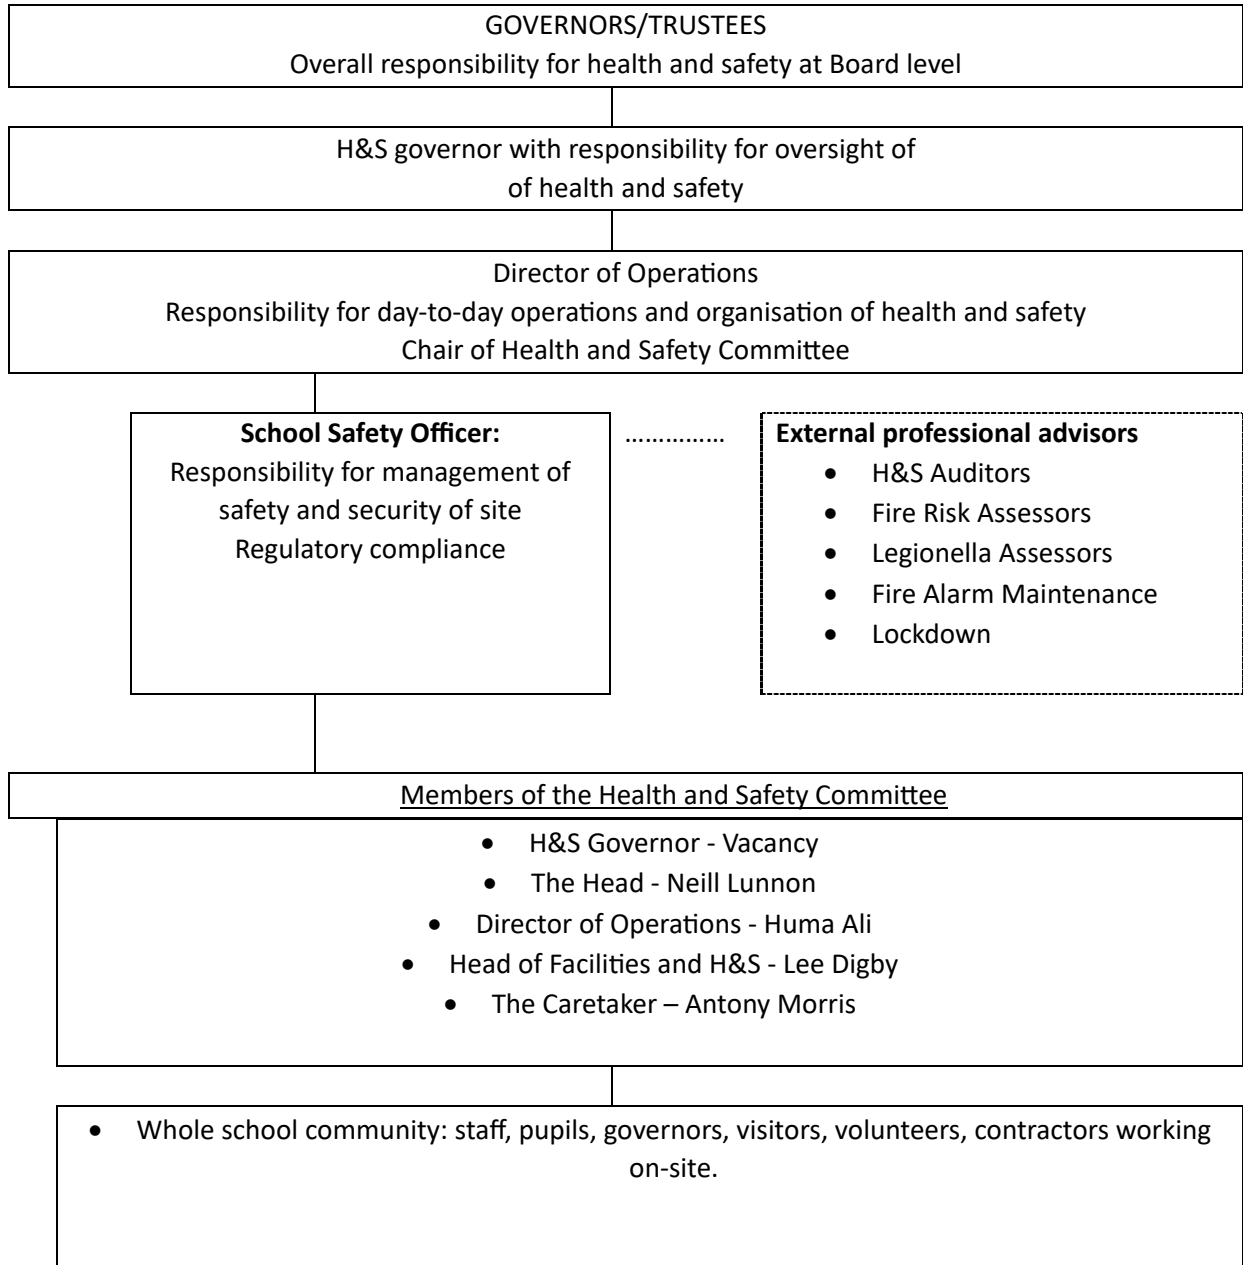 GOVERNORS/TRUSTEES
Overall responsibility for health and safety at Board level
H&S governor with responsibility for oversight of
of health and safety
Director of Operations
Responsibility for day-to-day operations and organisation of health and safety
Chair of Health and Safety Committee
School Safety Officer:
Responsibility for management of
safety and security of site
Regulatory compliance
……………
External professional advisors
• H&S Auditors
• Fire Risk Assessors
• Legionella Assessors
• Fire Alarm Maintenance
• Lockdown
Members of the Health and Safety Committee
• H&S Governor - Vacancy
• The Head - Neill Lunnon
• Director of Operations - Huma Ali
• Head of Facilities and H&S - Lee Digby
• The Caretaker – Antony Morris
• Whole school community: staff, pupils, governors, visitors, volunteers, contractors working
on-site.